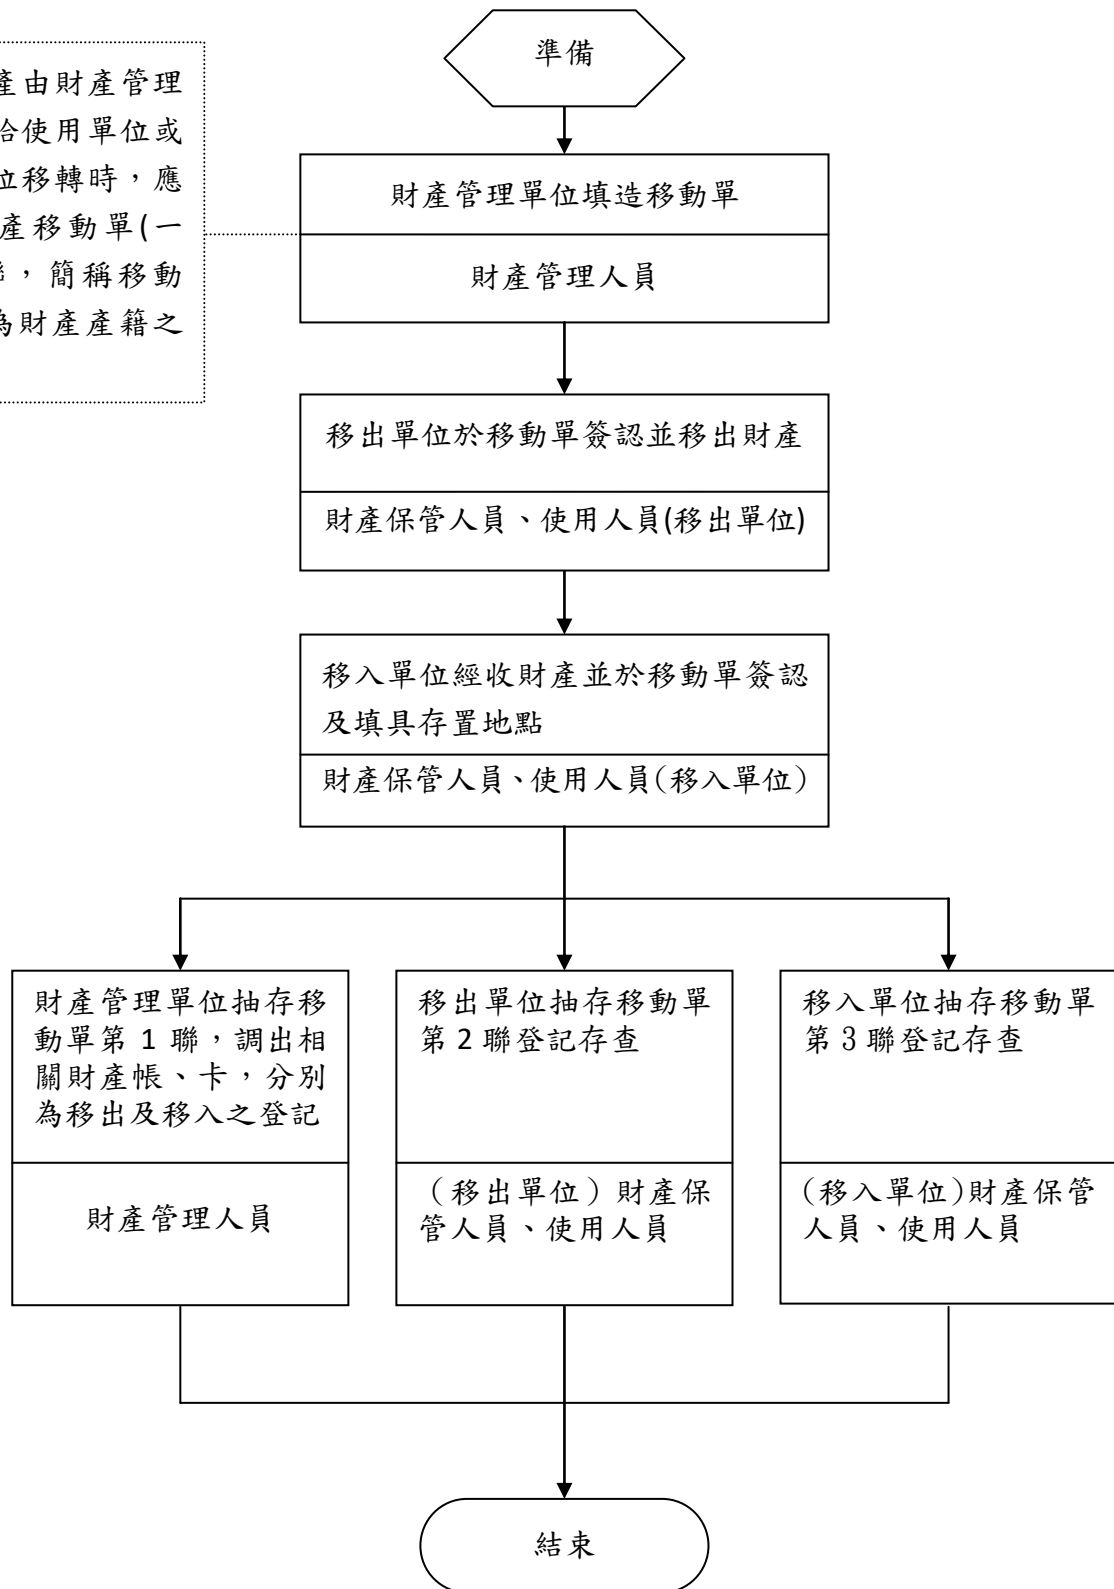 準備
產由財產管理
給使用單位或
位移轉時，應
產移動單(一
聯，簡稱移動
為財產產籍之
財產管理單位填造移動單
財產管理人員
移出單位於移動單簽認並移出財產
財產保管人員、使用人員(移出單位)
移入單位經收財產並於移動單簽認
及填具存置地點
財產保管人員、使用人員（移入單位）
財產管理單位抽存移
動單第 1 聯，調出相
關財產帳、卡，分別
為移出及移入之登記
財產管理人員
移出單位抽存移動單
第 2 聯登記存查
（移出單位）財產保
管人員、使用人員
移入單位抽存移動單
第 3 聯登記存查
（移入單位）財產保管
人員、使用人員
結束